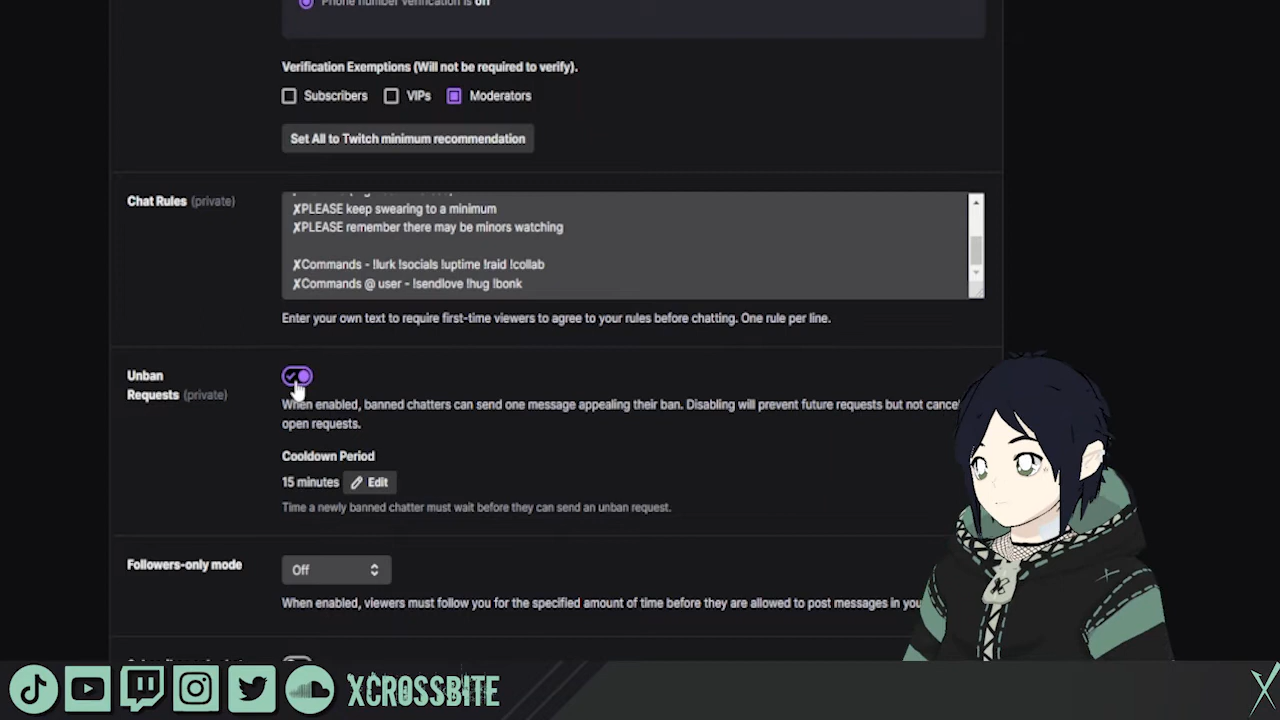 Phone number verification is off
Verification Exemptions (Will not be required to verify).
Subscribers VIPs Moderators
Set All to Twitch minimum recommendation
Chat Rules (private)
✗PLEASE keep swearing to a minimum
✗PLEASE remember there may be minors watching
✗Commands - !lurk !socials !uptime !raid !collab
✗Commands @ user - !sendlove !hug !bonk
Enter your own text to require first-time viewers to agree to your rules before chatting. One rule per line.
Unban
Requests (private)
When enabled, banned chatters can send one message appealing their ban. Disabling will prevent future requests but not cancel
open requests.
Cooldown Period
15 minutes Edit
Time a newly banned chatter must wait before they can send an unban request.
Followers-only mode
Off
When enabled, viewers must follow you for the specified amount of time before they are allowed to post messages in you
XCROSSBITE
X